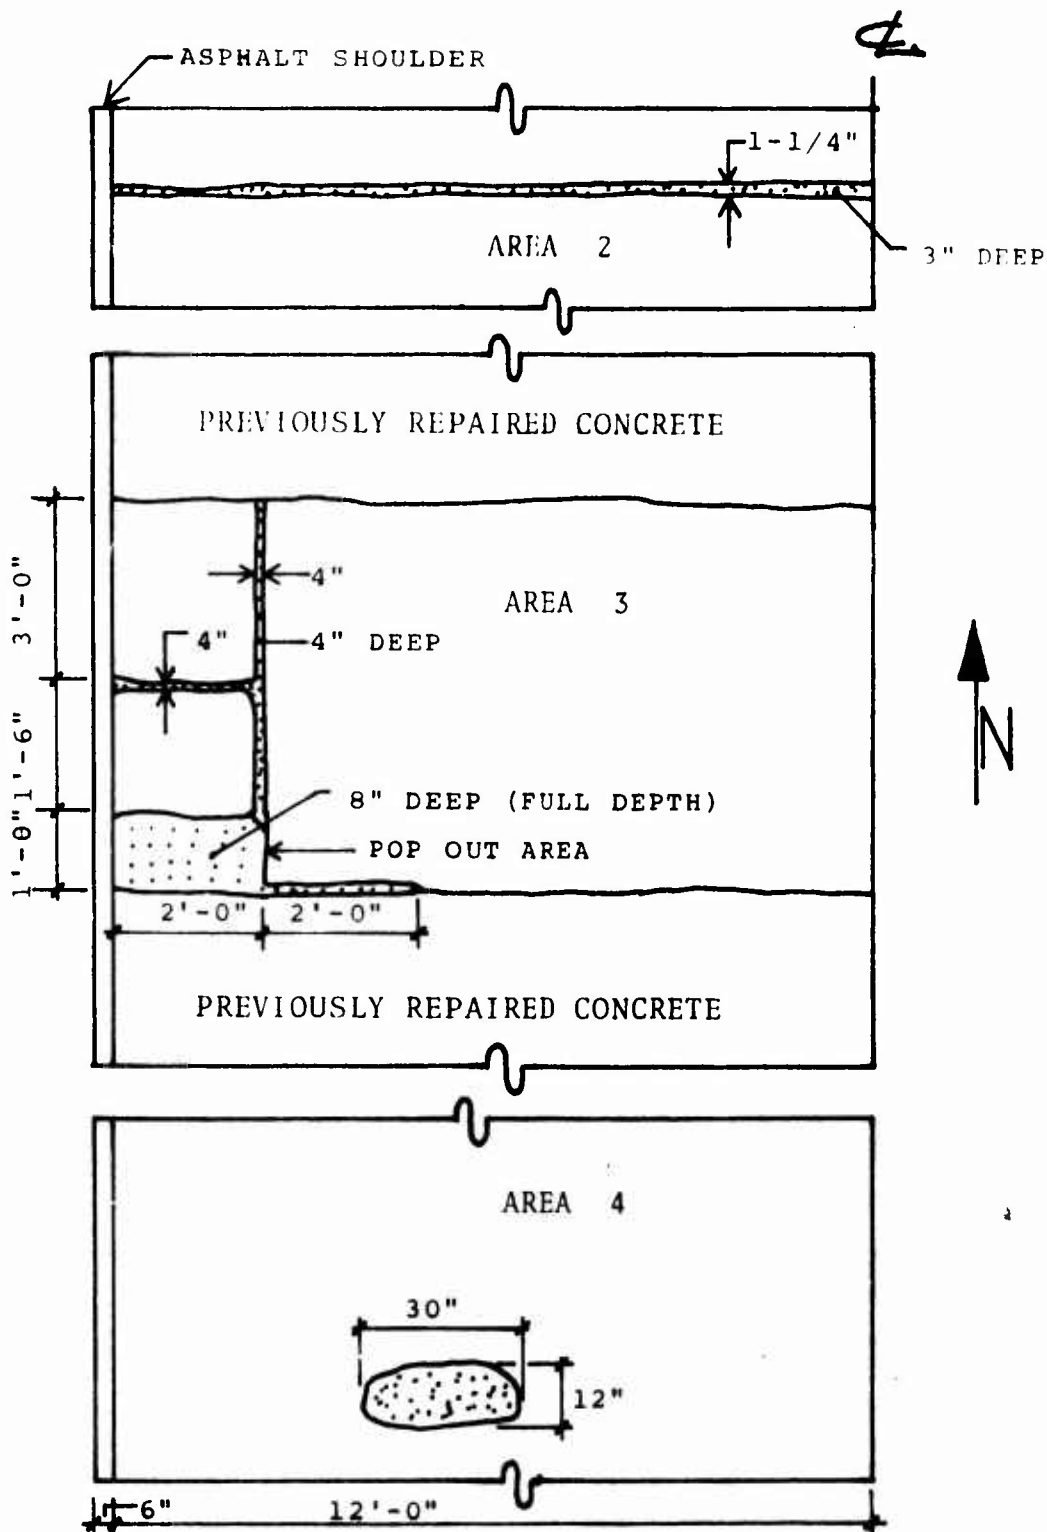 ℄
ASPHALT SHOULDER
1-1/4"
AREA 2
3" DEEP
PREVIOUSLY REPAIRED CONCRETE
3'-0"
4"
AREA 3
4"
4" DEEP
1'-6"
8" DEEP (FULL DEPTH)
1'-0"
POP OUT AREA
2'-0" 2'-0"
N
PREVIOUSLY REPAIRED CONCRETE
AREA 4
30"
12"
6" 12'-0"